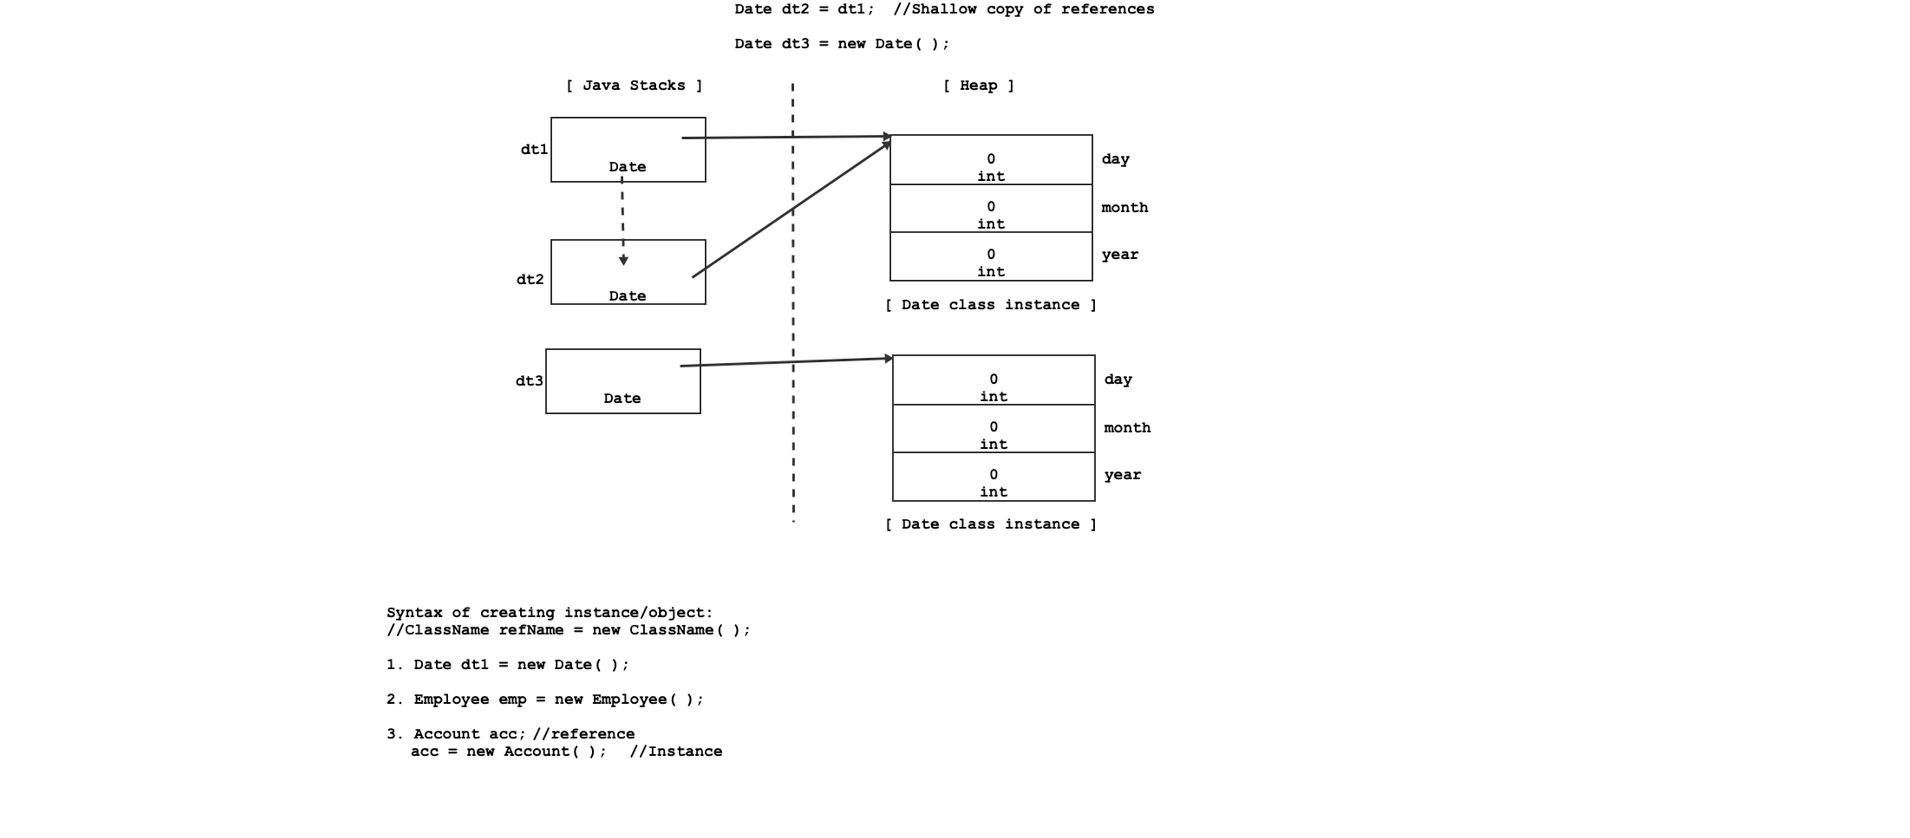 Date dt2 = dt1;  //Shallow copy of references
Date dt3 = new Date( );
[ Java Stacks ]
[ Heap ]
dt1
Date
0
int
day
0
int
month
0
int
year
dt2
Date
[ Date class instance ]
dt3
Date
0
int
day
0
int
month
0
int
year
[ Date class instance ]
Syntax of creating instance/object:
//ClassName refName = new ClassName( );
1. Date dt1 = new Date( );
2. Employee emp = new Employee( );
3. Account acc; //reference
acc = new Account( );  //Instance